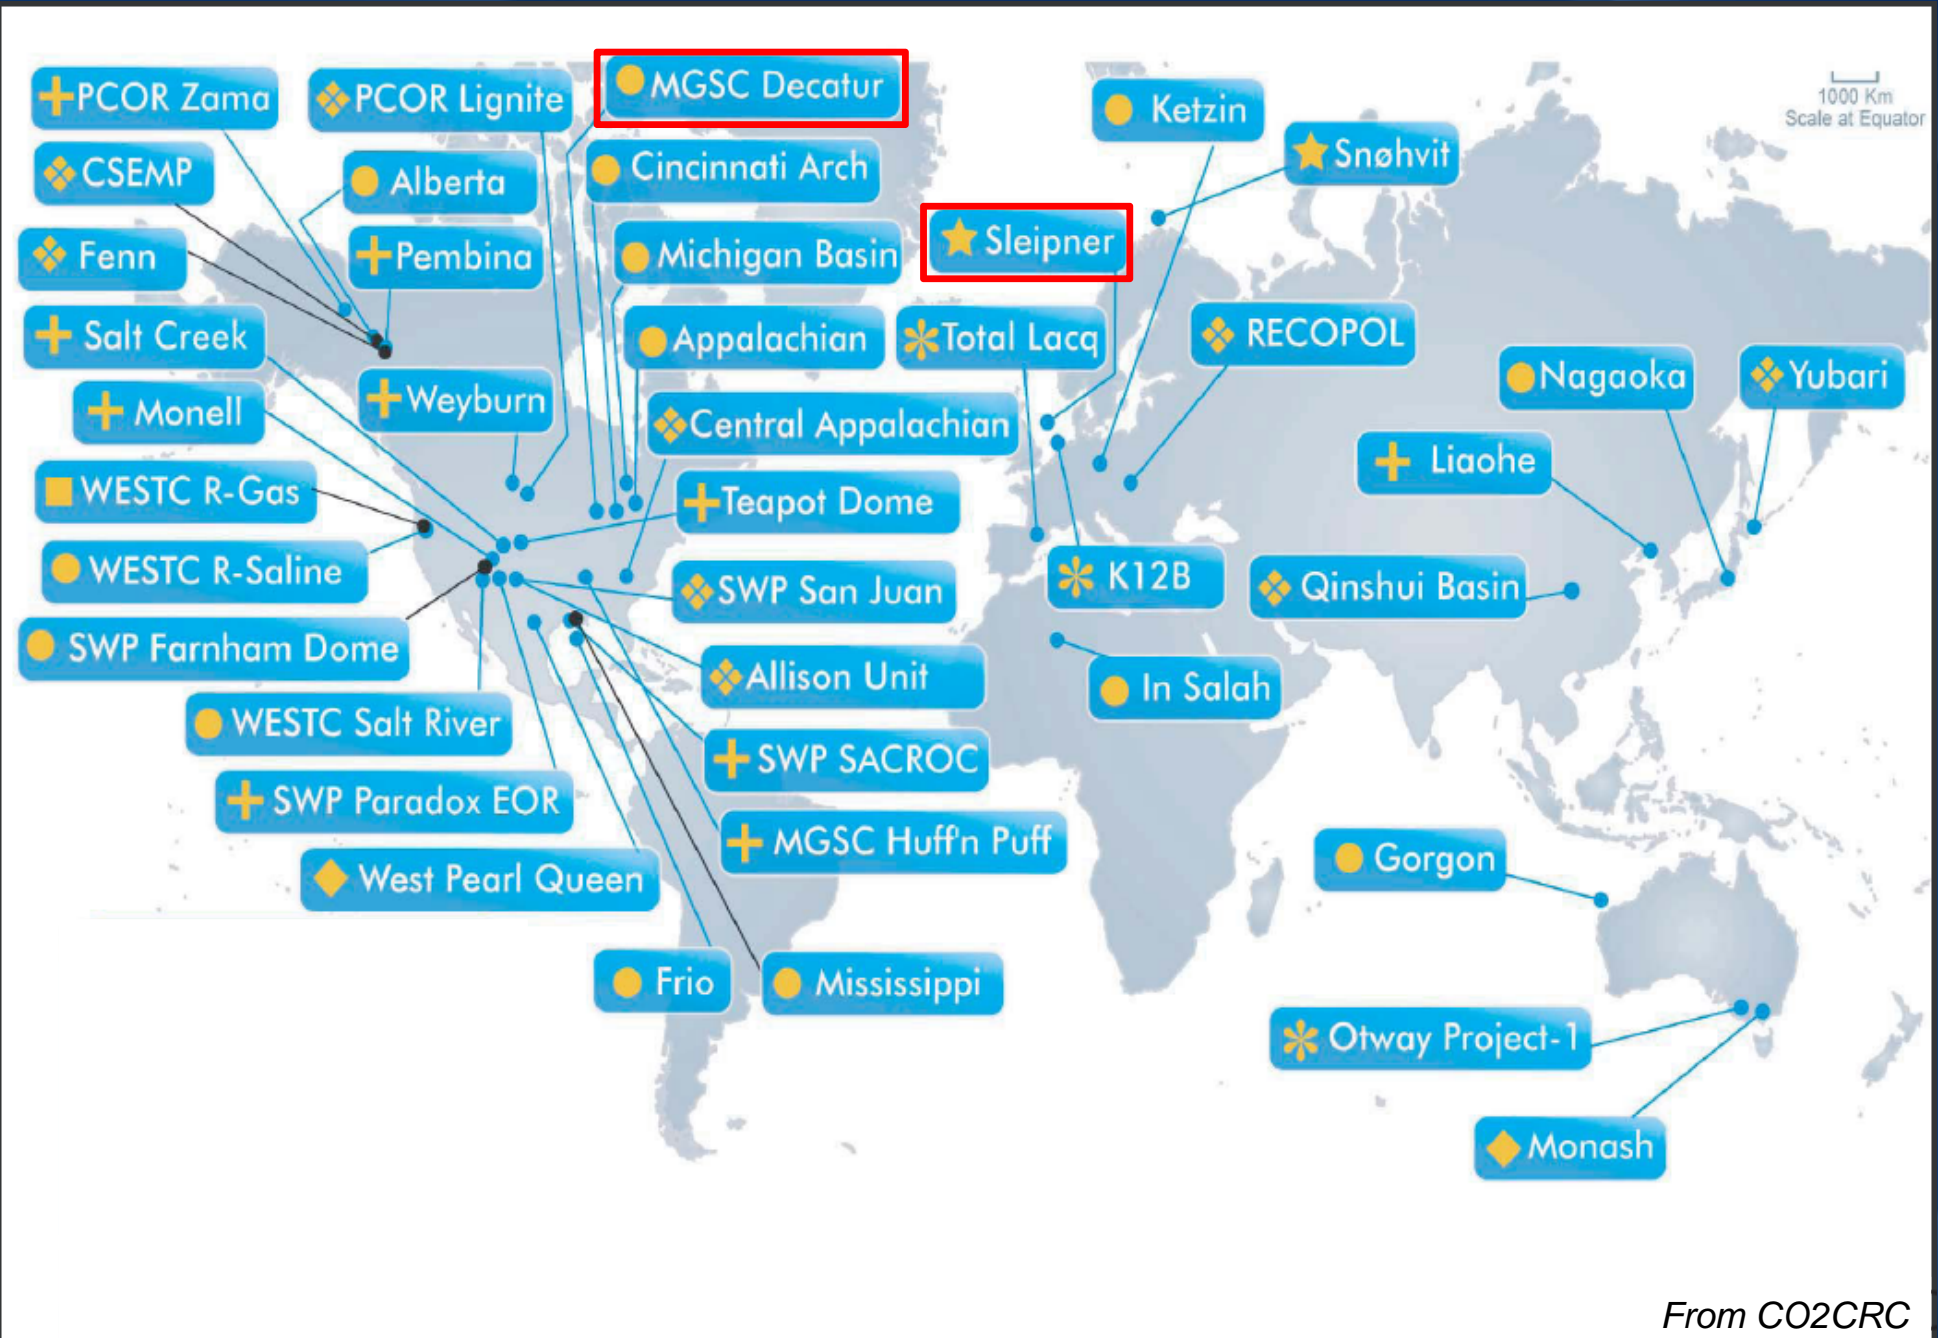 PCOR Zama
PCOR Lignite
MGSC Decatur
Ketzin
1000 Km
Scale at Equator
CSEMP
Alberta
Cincinnati Arch
Snøhvit
Fenn
Pembina
Michigan Basin
Sleipner
Salt Creek
Appalachian
Total Lacq
RECOPOL
Nagaoka
Yubari
Monell
Weyburn
Central Appalachian
Liaohe
WESTC R-Gas
Teapot Dome
WESTC R-Saline
SWP San Juan
K12B
Qinshui Basin
SWP Farnham Dome
Allison Unit
In Salah
WESTC Salt River
SWP SACROC
SWP Paradox EOR
MGSC Huff'n Puff
West Pearl Queen
Gorgon
Frio
Mississippi
Otway Project-1
Monash
From CO2CRC